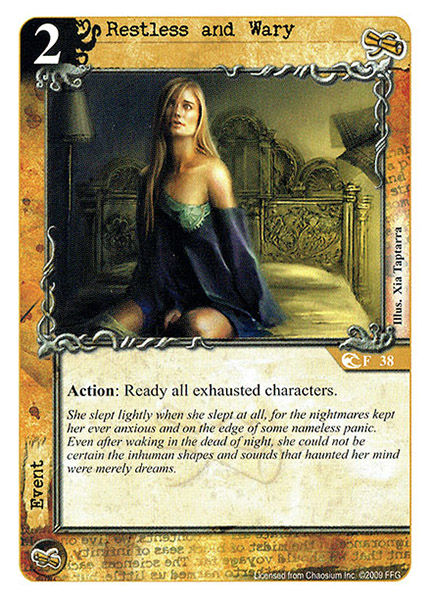 2
Restless and Wary
Illus. Xia Taptarra
F 38
Action: Ready all exhausted characters.
She slept lightly when she slept at all, for the nightmares kept
her ever anxious and on the edge of some nameless panic.
Even after waking in the dead of night, she could not be
certain the inhuman shapes and sounds that haunted her mind
were merely dreams.
Event
Licensed from Chaosium Inc. ©2009 FFG